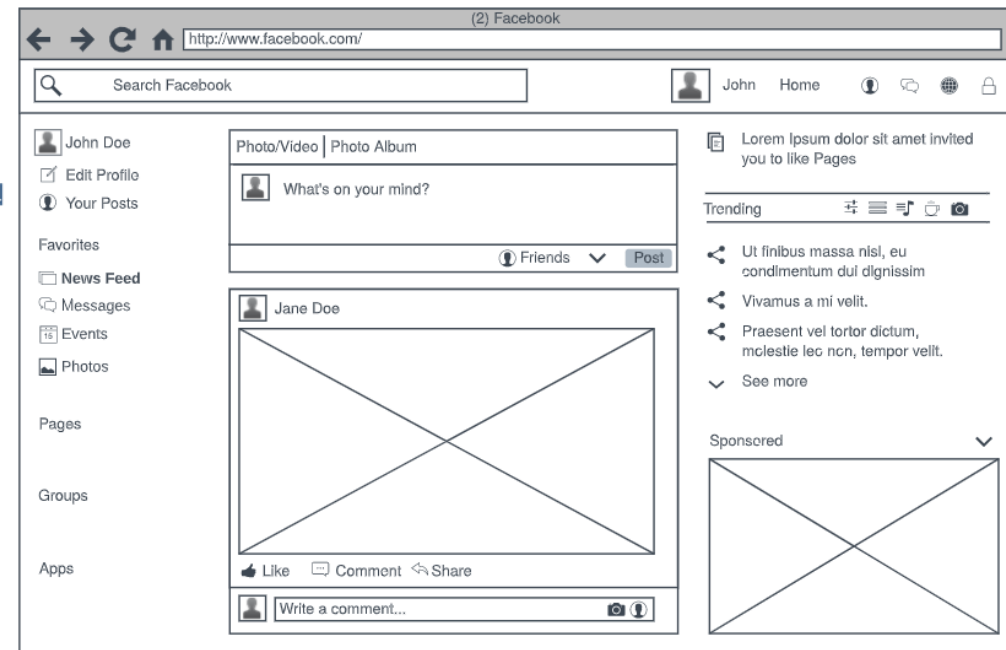 (2) Facebook
http://www.facebook.com/
Search Facebook
John Home
John Doe
Edit Profile
Your Posts
Favorites
News Feed
Messages
15 Events
Photos
Pages
Groups
Apps
Photo/Video | Photo Album
What's on your mind?
Friends Post
Jane Doe
Like Comment Share
Write a comment...
Lorem Ipsum dolor sit amet invited
you to like Pages
Trending
Ut finibus massa nisl, eu
condimentum dui dignissim
Vivamus a mi velit.
Praesent vel tortor dictum,
molestie leo non, tempor velit.
See more
Sponsored